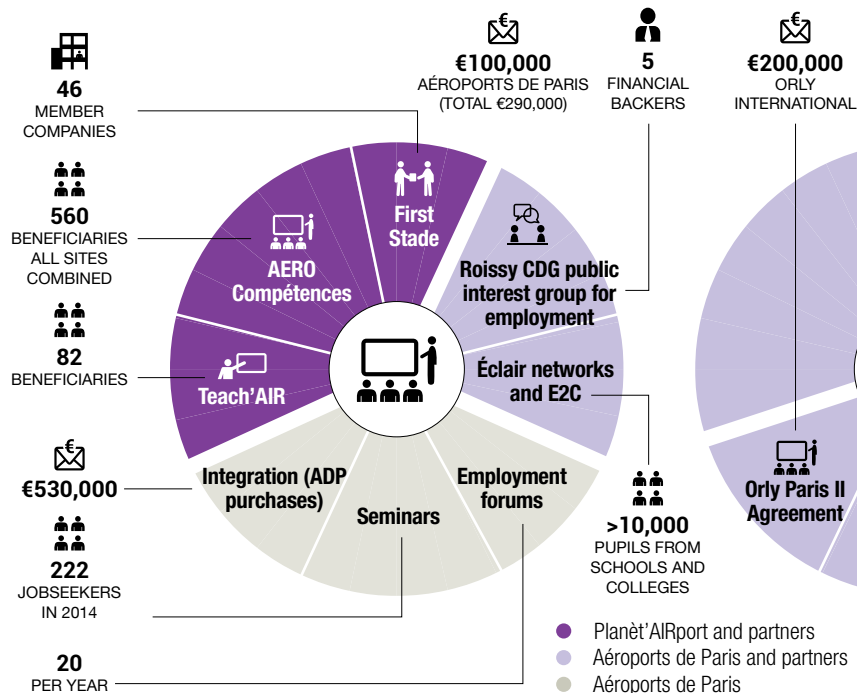 46
MEMBER
COMPANIES
€100,000
AÉROPORTS DE PARIS
(TOTAL €290,000)
5
FINANCIAL
BACKERS
€200,000
ORLY
INTERNATIONAL
560
BENEFICIARIES
ALL SITES
COMBINED
82
BENEFICIARIES
First
Stade
AERO
Compétences
Teach'AIR
Roissy CDG public
interest group for
employment
Éclair networks
and E2C
Integration (ADP
purchases)
Seminars
Employment
forums
€530,000
222
JOBSEEKERS
IN 2014
20
PER YEAR
>10,000
PUPILS FROM
SCHOOLS AND
COLLEGES
Orly Paris II
Agreement
Planèt'AIRport and partners
Aéroports de Paris and partners
Aéroports de Paris